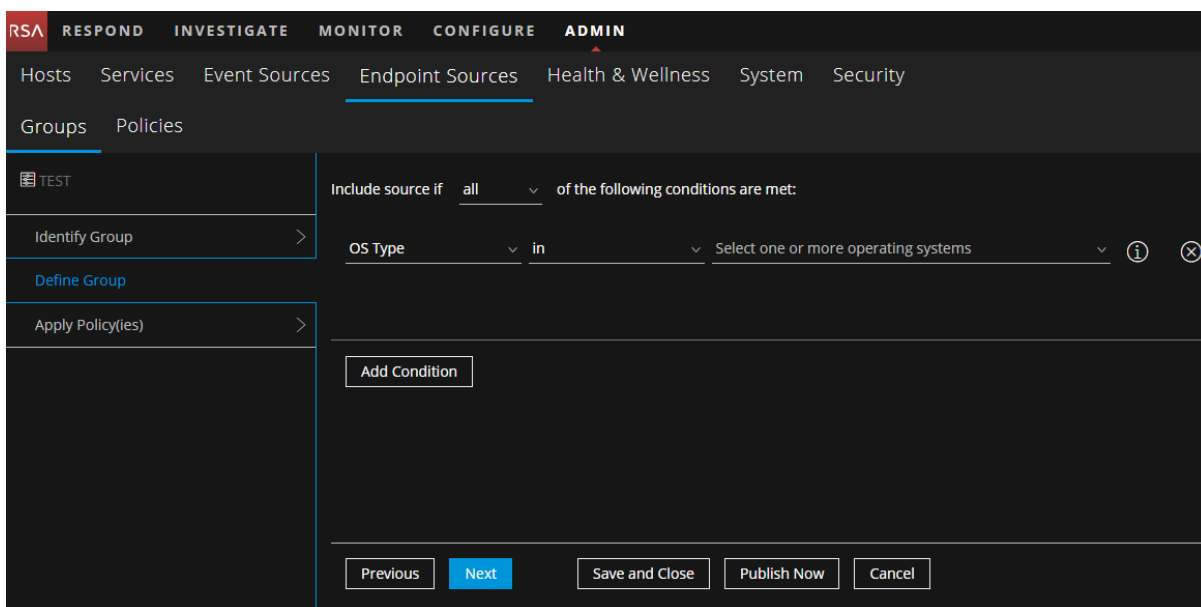 RSA RESPOND INVESTIGATE MONITOR CONFIGURE ADMIN
Hosts Services Event Sources Endpoint Sources Health & Wellness System Security
Groups Policies
TEST
Identify Group
Define Group
Apply Policy(ies)
Include source if all of the following conditions are met:
OS Type in Select one or more operating systems
Add Condition
Previous Next Save and Close Publish Now Cancel